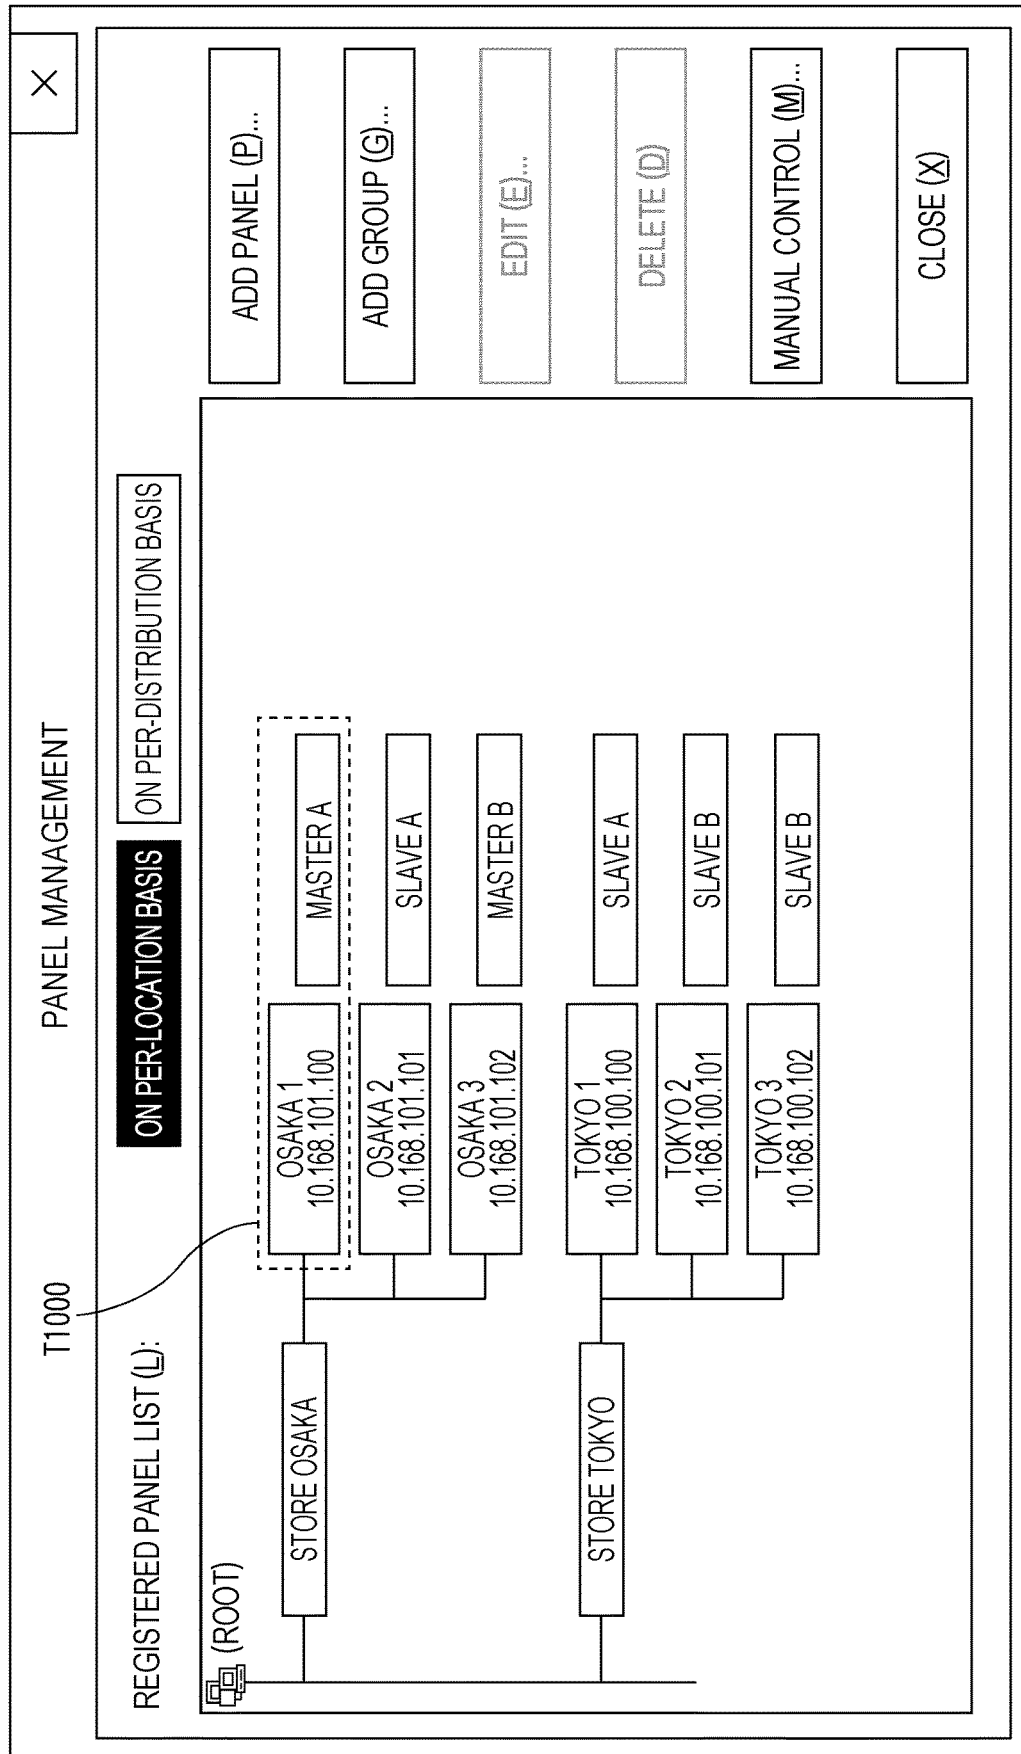 PANEL MANAGEMENT
×
T1000
REGISTERED PANEL LIST (L):
ON PER-LOCATION BASIS
ON PER-DISTRIBUTION BASIS
(ROOT)
STORE OSAKA
OSAKA 1
10.168.101.100
MASTER A
OSAKA 2
10.168.101.101
SLAVE A
OSAKA 3
10.168.101.102
MASTER B
STORE TOKYO
TOKYO 1
10.168.100.100
SLAVE A
TOKYO 2
10.168.100.101
SLAVE B
TOKYO 3
10.168.100.102
SLAVE B
ADD PANEL (P)...
ADD GROUP (G)...
EDIT (E)...
DELETE (D)
MANUAL CONTROL (M)...
CLOSE (X)